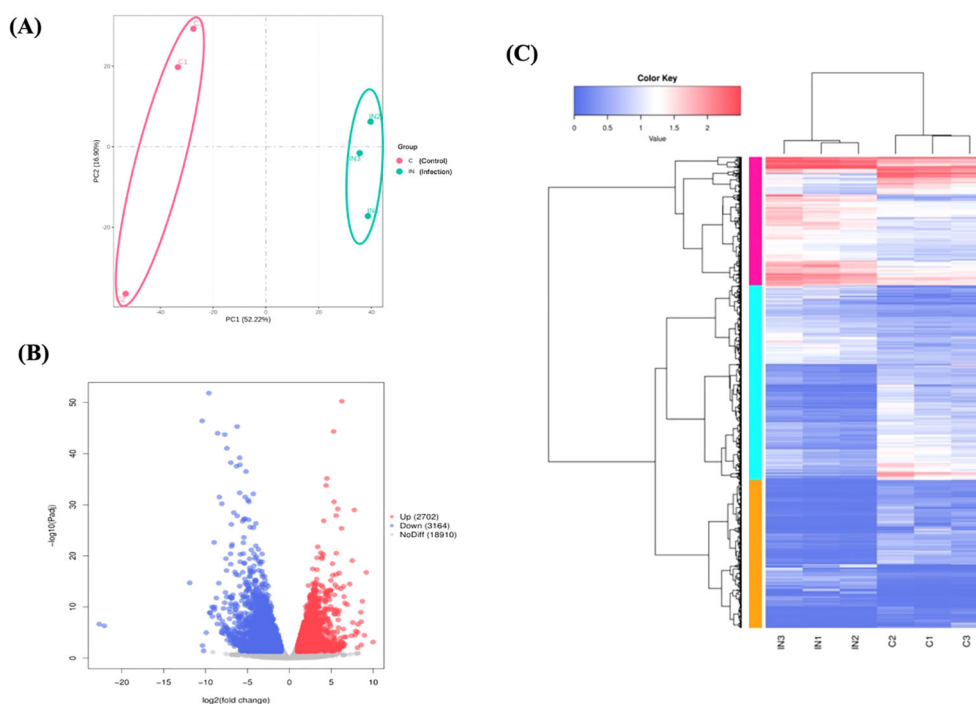 (A)
20
0
-20
-60
-40
-20
0
20
40
PC2 (16.90%)
PC1 (52.22%)
C1
IN2
IN3
Group
C (Control)
IN (Infection)
(B)
50
40
30
20
10
0
-20
-15
-10
-5
0
5
10
-log10(Padj)
log2(fold change)
Up (2702)
Down (3164)
NoDiff (18910)
(C)
Color Key
0
0.5
1
1.5
2
Value
IN3
IN1
IN2
C2
C1
C3